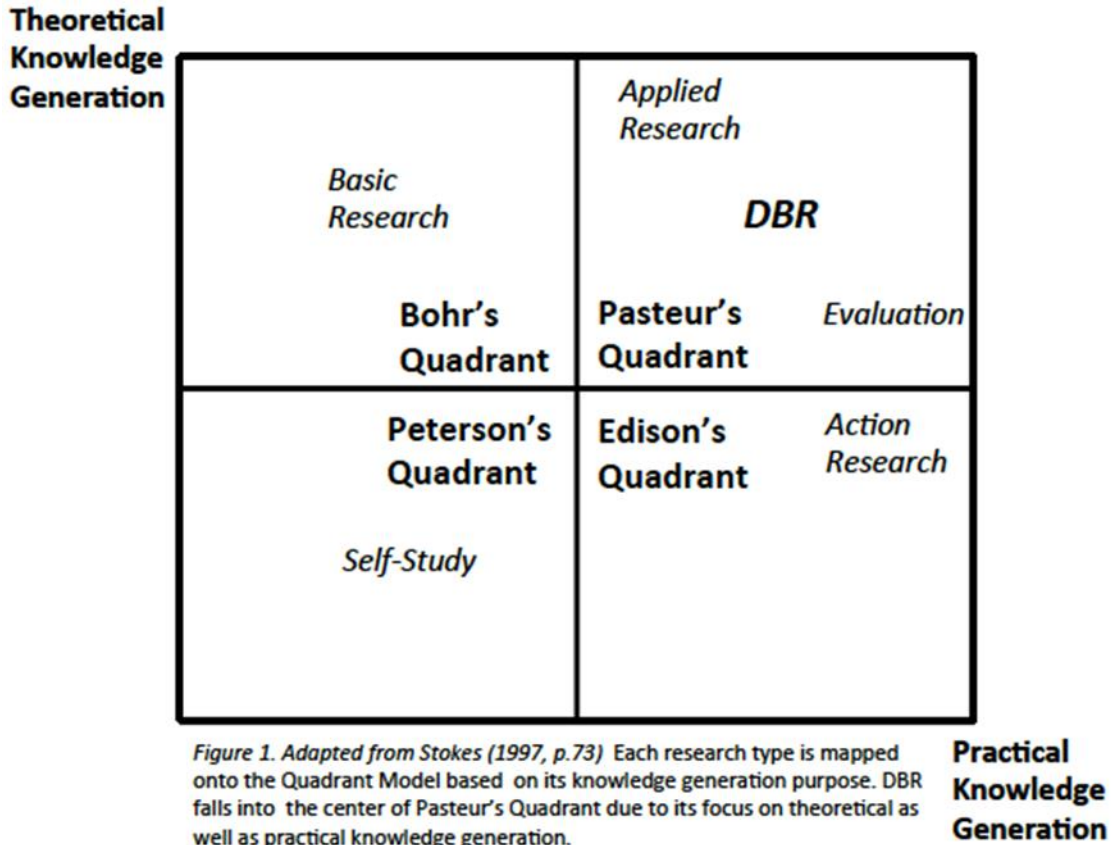 Theoretical
Knowledge
Generation
Applied
Research
Basic
Research
DBR
Bohr's
Quadrant
Pasteur's
Quadrant
Evaluation
Peterson's
Quadrant
Edison's
Quadrant
Action
Research
Self-Study
Figure 1. Adapted from Stokes (1997, p.73) Each research type is mapped
onto the Quadrant Model based on its knowledge generation purpose. DBR
falls into the center of Pasteur's Quadrant due to its focus on theoretical as
well as practical knowledge generation.
Practical
Knowledge
Generation